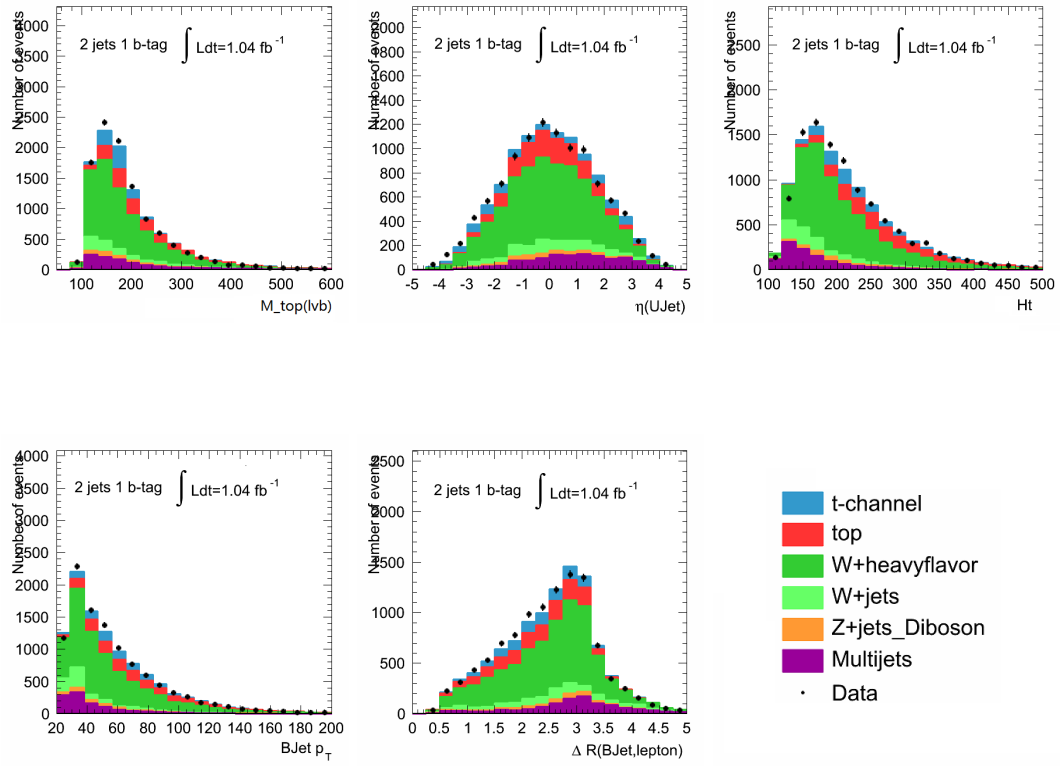 Number of events
2 jets 1 b-tag ∫ Ldt=1.04 fb⁻¹
4000
3500
3000
2500
2000
1500
1000
500
0
100 200 300 400 500 600
M_top(lvb)
Number of events
2 jets 1 b-tag ∫ Ldt=1.04 fb⁻¹
2000
1800
1600
1400
1200
1000
800
600
400
200
0
-5 -4 -3 -2 -1 0 1 2 3 4 5
η(UJet)
Number of events
2 jets 1 b-tag ∫ Ldt=1.04 fb⁻¹
2500
2000
1500
1000
500
0
100 150 200 250 300 350 400 450 500
Ht
Number of events
2 jets 1 b-tag ∫ Ldt=1.04 fb⁻¹
4000
3500
3000
2500
2000
1500
1000
500
0
20 40 60 80 100 120 140 160 180 200
BJet p_T
Number of events
2 jets 1 b-tag ∫ Ldt=1.04 fb⁻¹
2500
2000
1500
1000
500
0
0 0.5 1 1.5 2 2.5 3 3.5 4 4.5 5
Δ R(BJet,lepton)
t-channel
top
W+heavyflavor
W+jets
Z+jets_Diboson
Multijets
Data